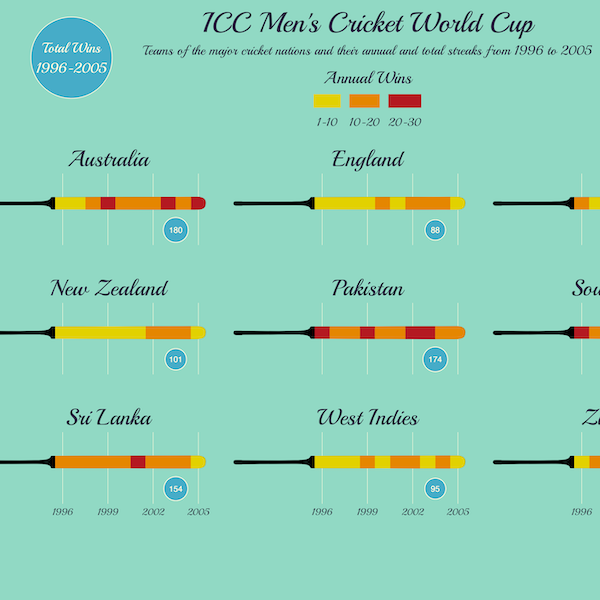 ICC Men's Cricket World Cup
Teams of the major cricket nations and their annual and total streaks from 1996 to 2005
Total Wins
1996-2005
Annual Wins
1-10 10-20 20-30
Australia England
180 88
New Zealand Pakistan Sou
101 174
Sri Lanka West Indies Zi
154 95
1996 1999 2002 2005 1996 1999 2002 2005 1996